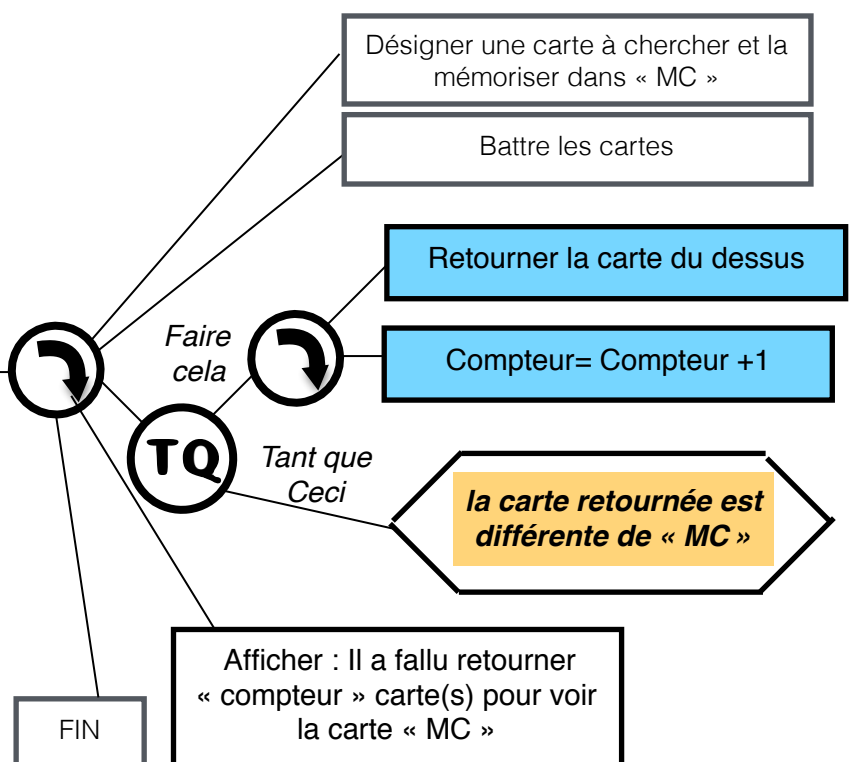 Désigner une carte à chercher et la
mémoriser dans « MC »
Battre les cartes
Retourner la carte du dessus
Faire
cela
Compteur= Compteur +1
TQ
Tant que
Ceci
la carte retournée est
différente de « MC »
Afficher : Il a fallu retourner
« compteur » carte(s) pour voir
la carte « MC »
FIN